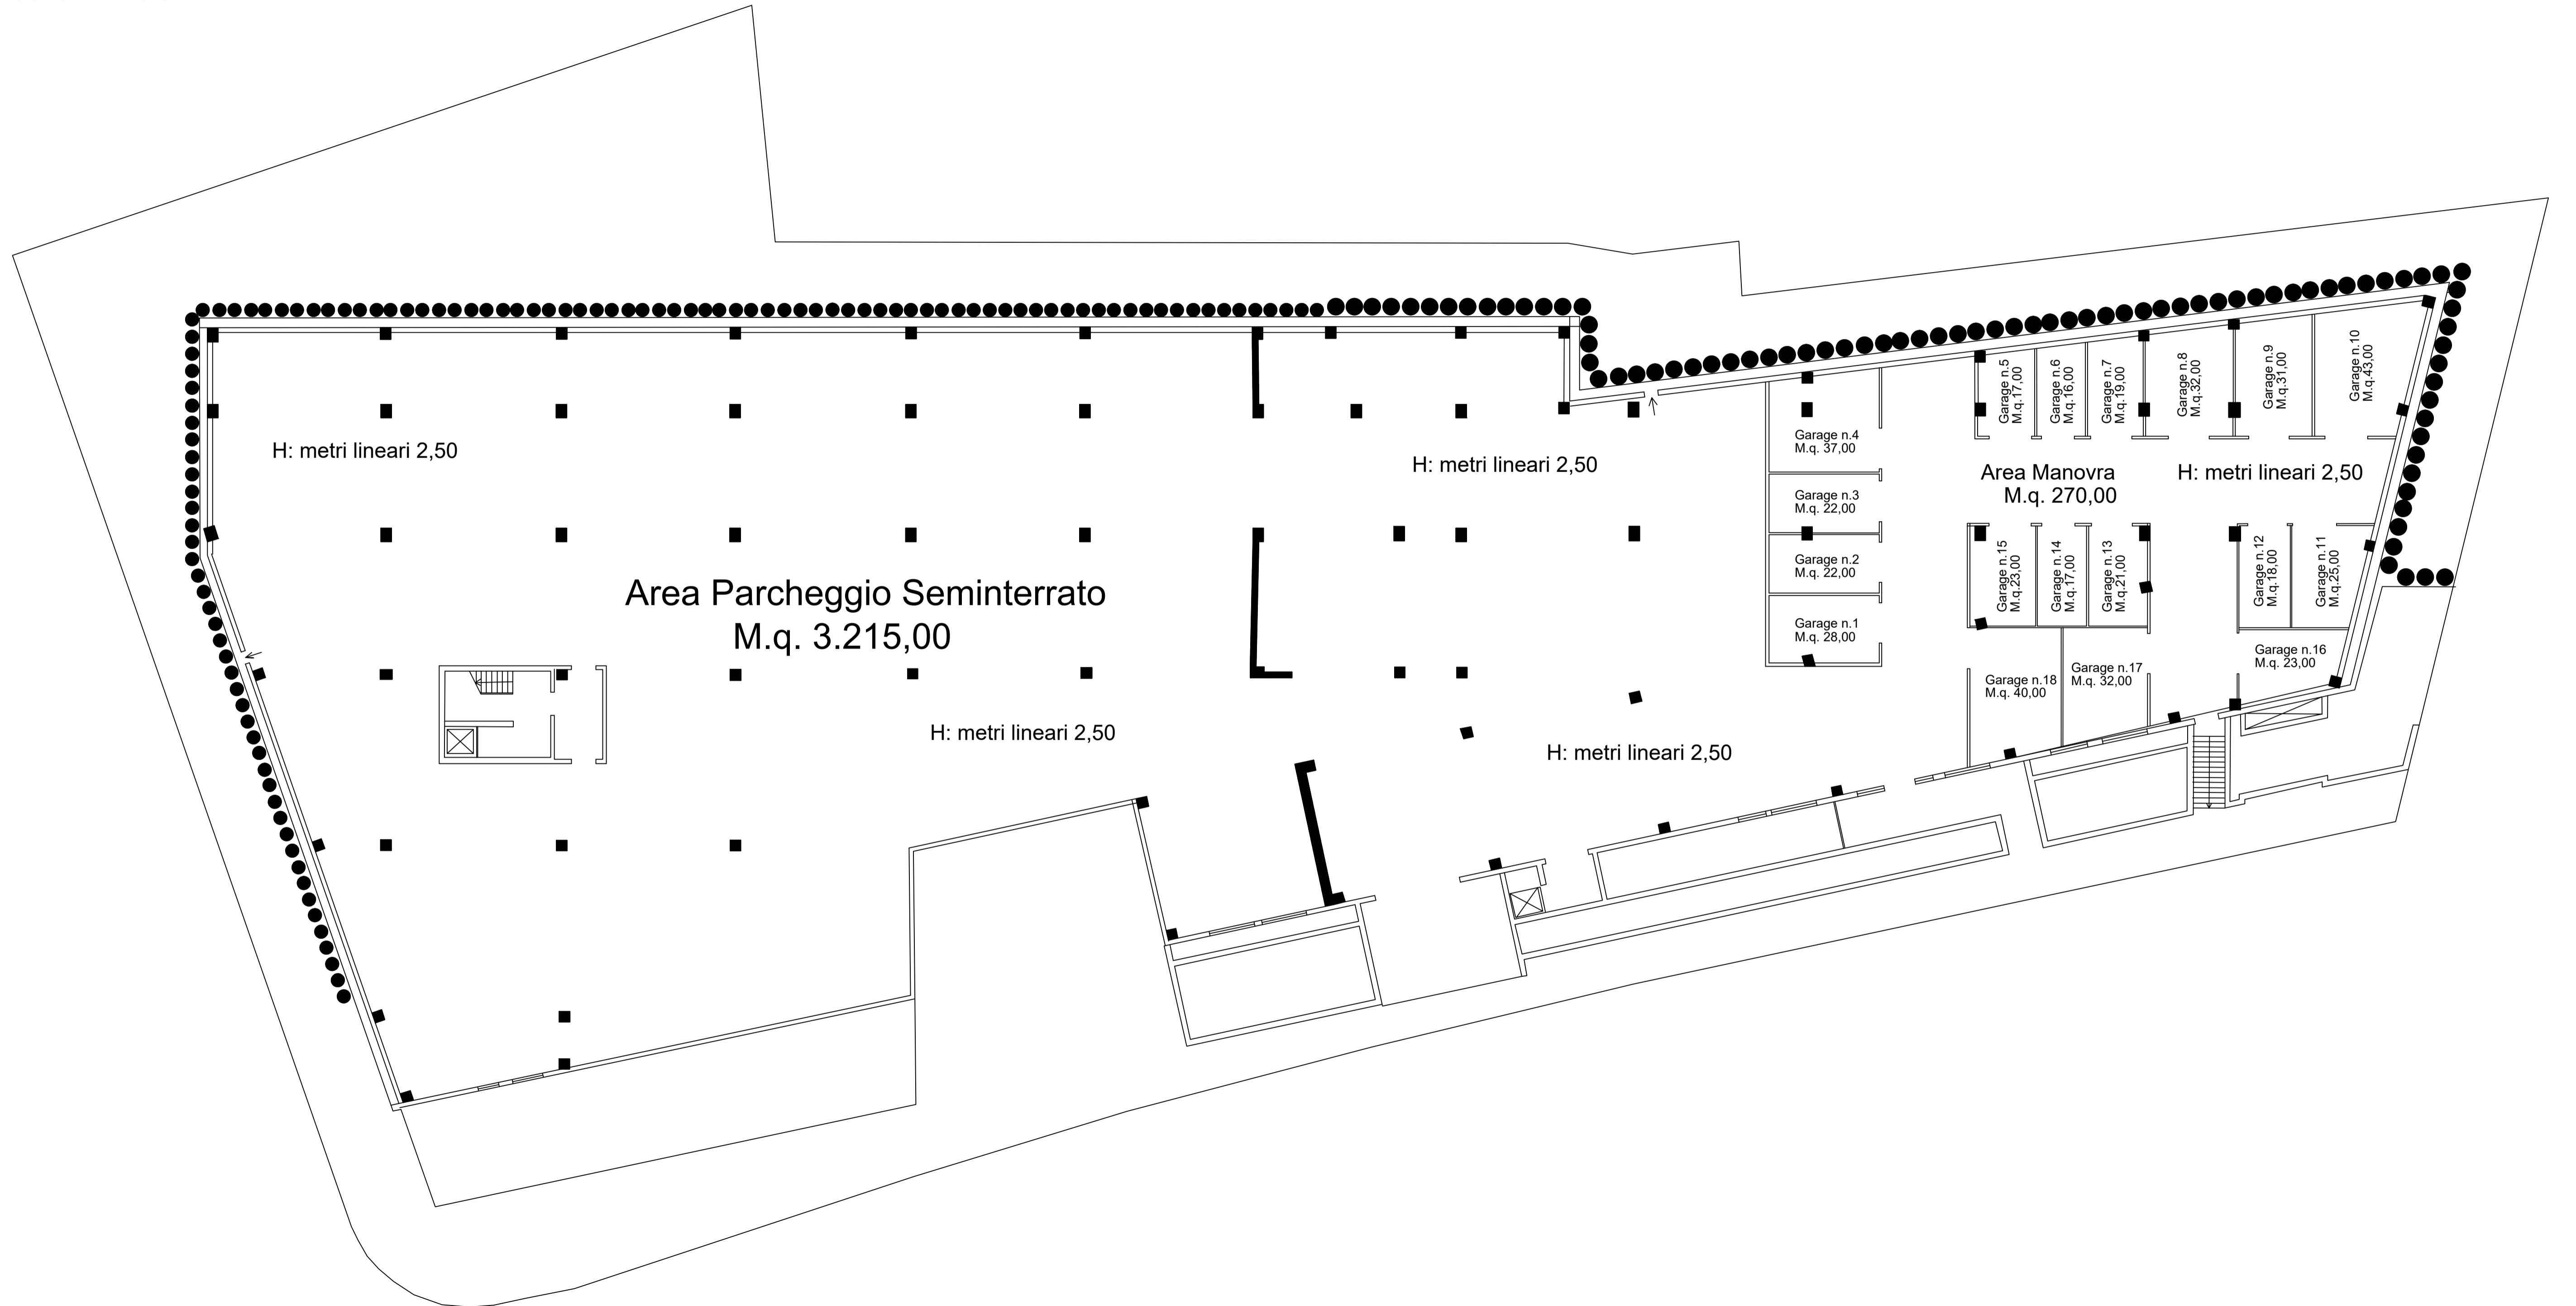 H: metri lineari 2,50
Area Parcheggio Seminterrato
M.q. 3.215,00
H: metri lineari 2,50
H: metri lineari 2,50
H: metri lineari 2,50
Garage n.4
M.q. 37,00
Garage n.3
M.q. 22,00
Garage n.2
M.q. 22,00
Garage n.1
M.q. 28,00
Garage n.5
M.q.17,00
Garage n.6
M.q.16,00
Garage n.7
M.q.19,00
Garage n.8
M.q.32,00
Garage n.9
M.q.31,00
Garage n.10
M.q.43,00
Area Manovra
M.q. 270,00
H: metri lineari 2,50
Garage n.15
M.q.23,00
Garage n.14
M.q.17,00
Garage n.13
M.q.21,00
Garage n.12
M.q.18,00
Garage n.11
M.q.25,00
Garage n.16
M.q. 23,00
Garage n.17
M.q. 32,00
Garage n.18
M.q. 40,00